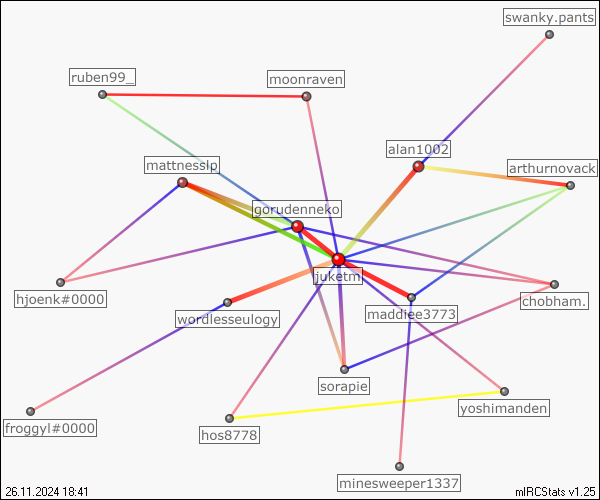 swanky.pants
ruben99_
moonraven
alan1002
mattnesslp
arthurnovack
gorudenneko
juketm
hjoenk#0000
chobham.
wordlesseulogy
maddiee3773
sorapie
yoshimanden
froggyl#0000
hos8778
minesweeper1337
26.11.2024 18:41
mIRCStats v1.25